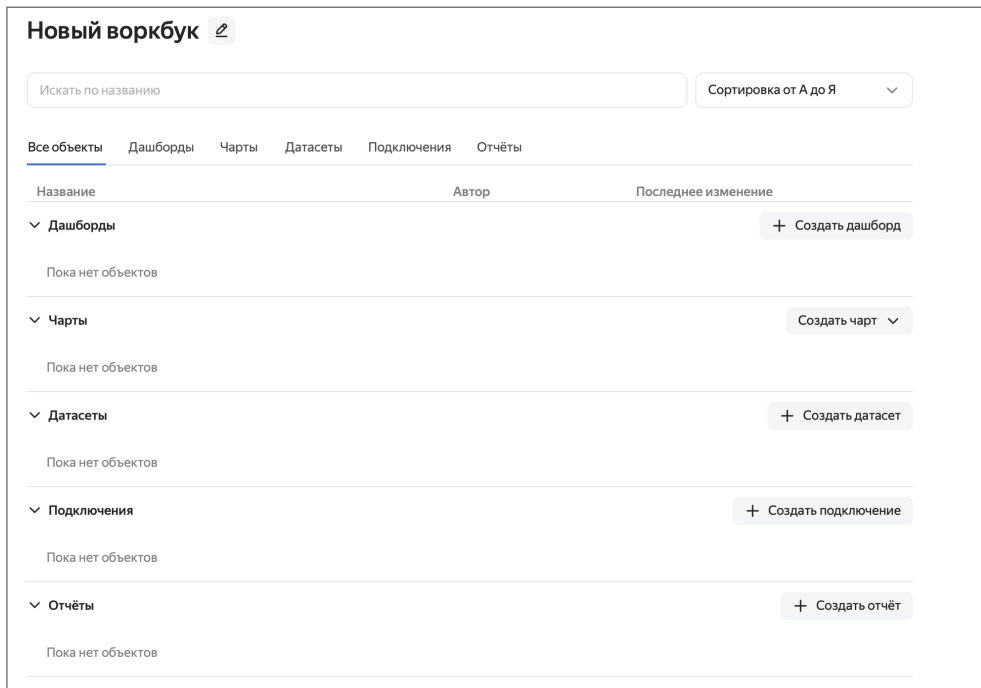 Новый воркбук
Искать по названию
Сортировка от А до Я
Все объекты Дашборды Чарты Датасеты Подключения Отчёты
Название Автор Последнее изменение
Дашборды + Создать дашборд
Пока нет объектов
Чарты Создать чарт
Пока нет объектов
Датасеты + Создать датасет
Пока нет объектов
Подключения + Создать подключение
Пока нет объектов
Отчёты + Создать отчёт
Пока нет объектов